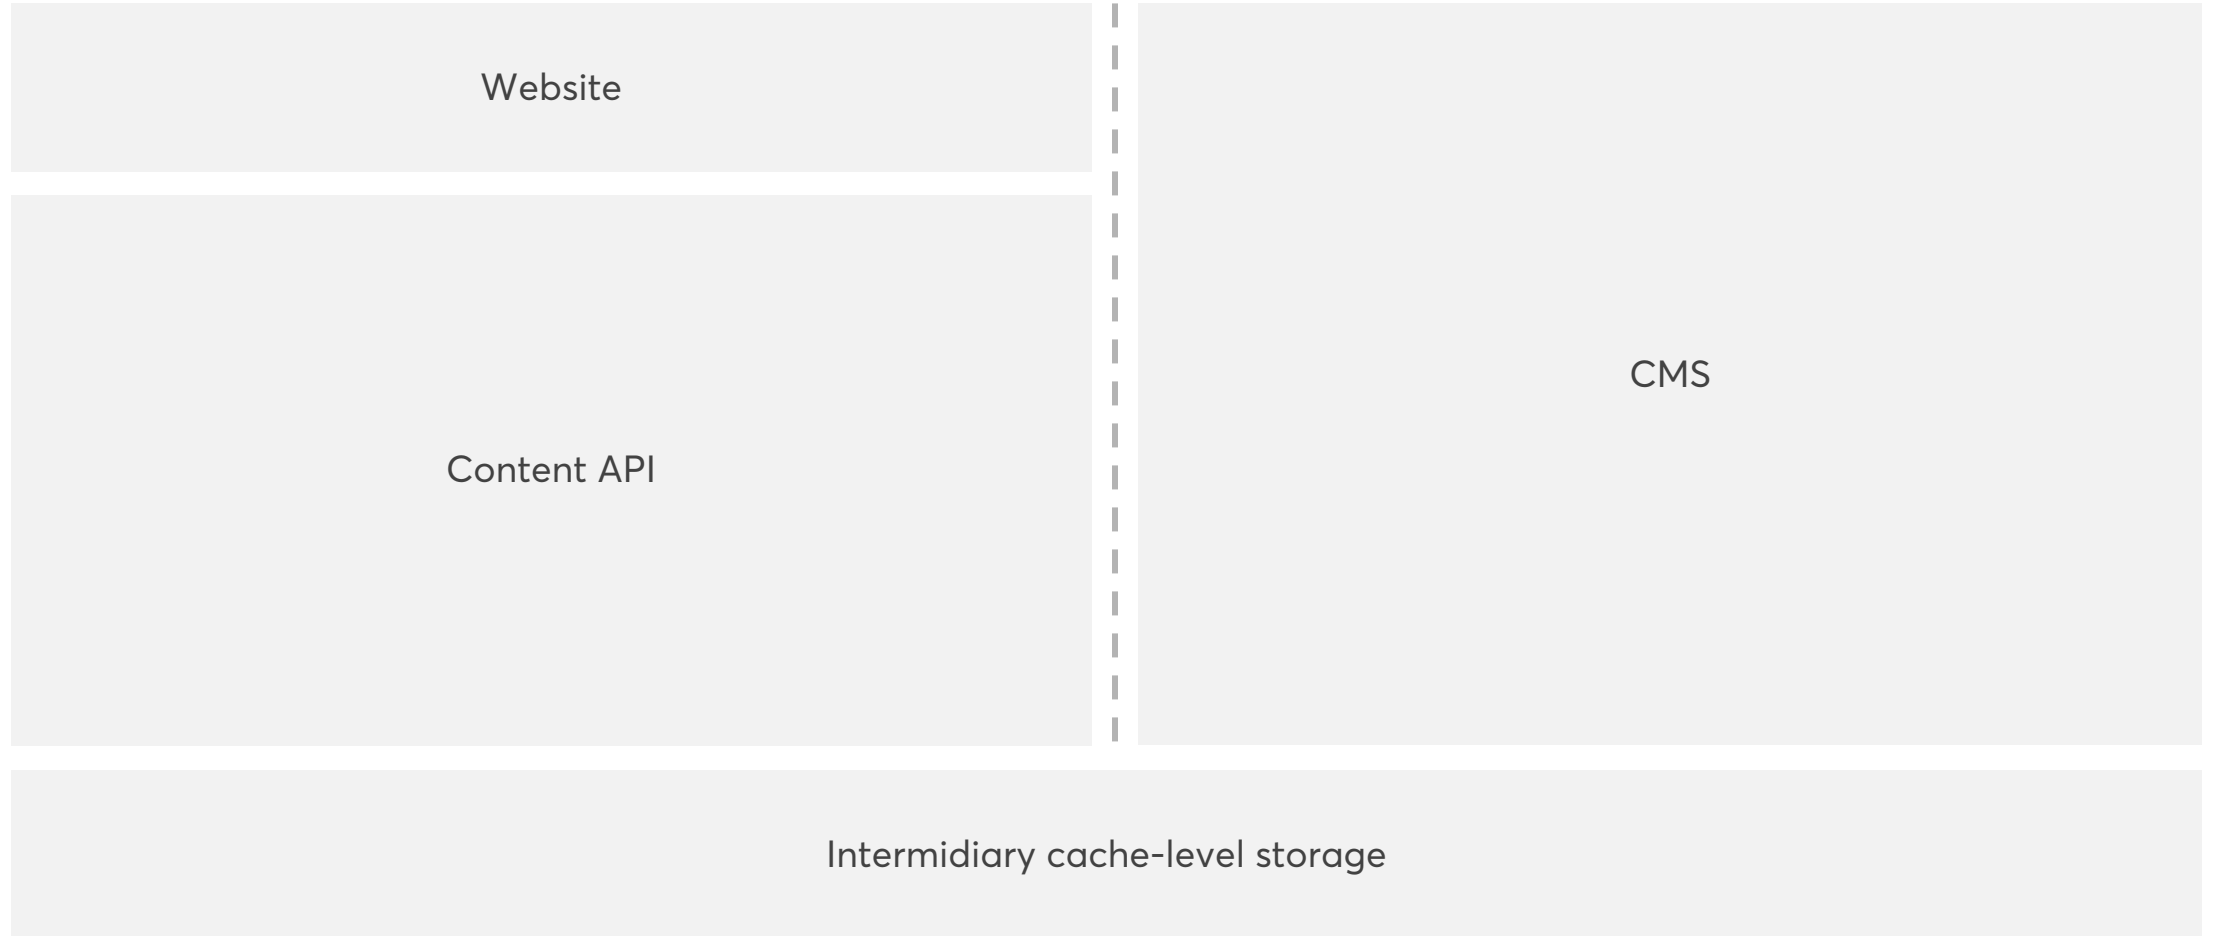 Website
CMS
Content API
Intermidiary cache-level storage